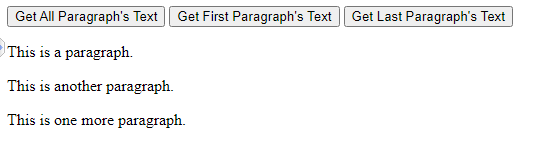 Get All Paragraph's Text Get First Paragraph's Text Get Last Paragraph's Text
This is a paragraph.
This is another paragraph.
This is one more paragraph.